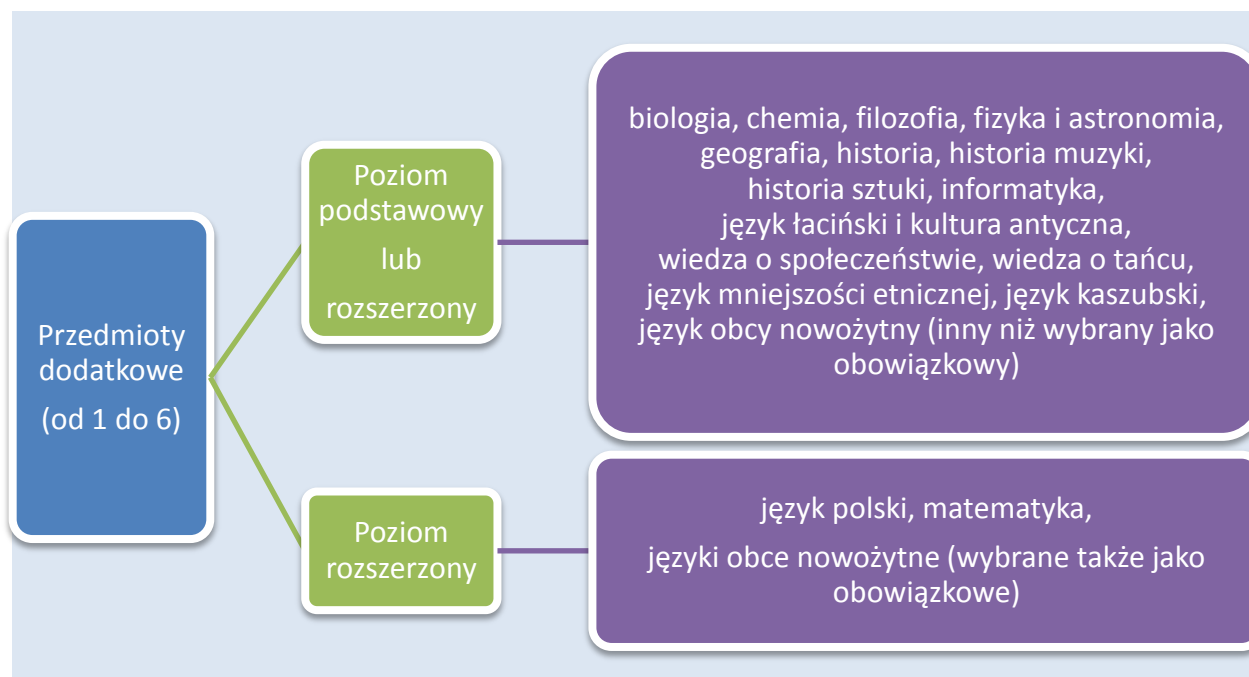 Przedmioty
dodatkowe
(od 1 do 6)
Poziom
podstawowy
lub
rozszerzony
biologia, chemia, filozofia, fizyka i astronomia,
geografia, historia, historia muzyki,
historia sztuki, informatyka,
język łaciński i kultura antyczna,
wiedza o społeczeństwie, wiedza o tańcu,
język mniejszości etnicznej, język kaszubski,
język obcy nowożytny (inny niż wybrany jako
obowiązkowy)
Poziom
rozszerzony
język polski, matematyka,
języki obce nowożytne (wybrane także jako
obowiązkowe)